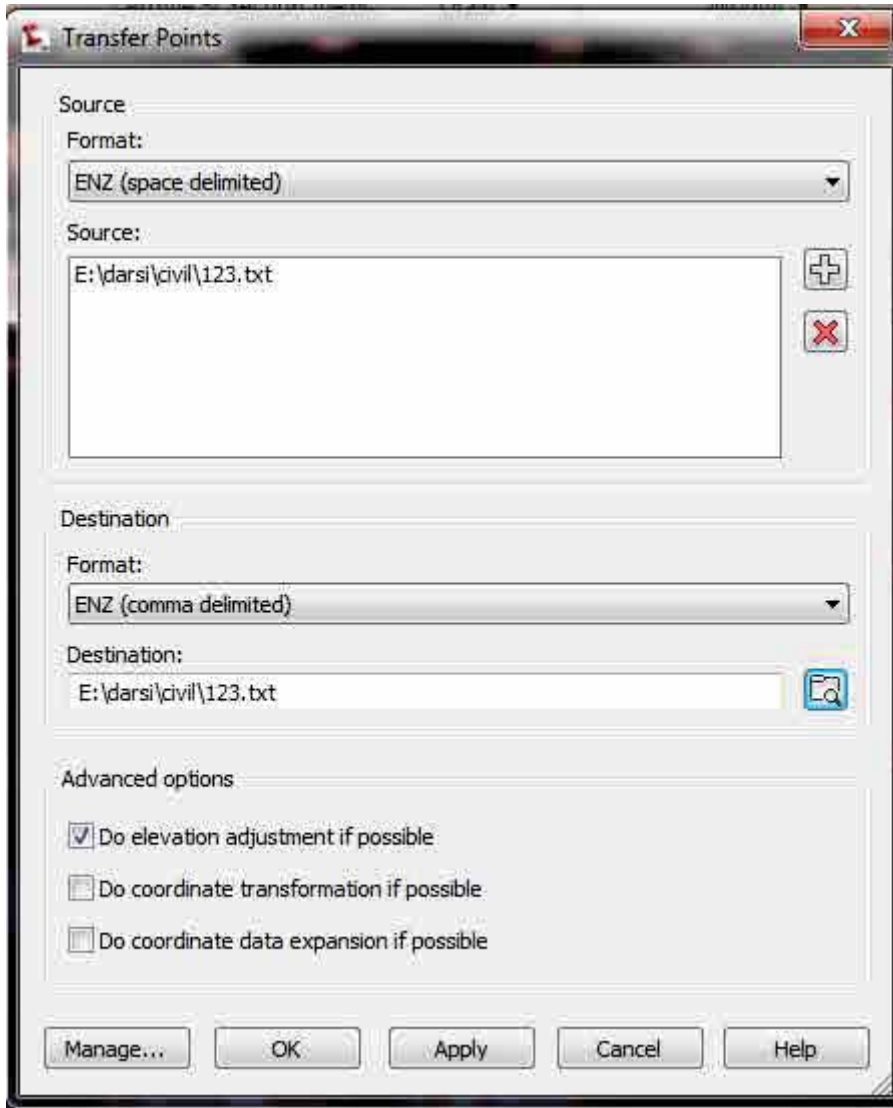 Transfer Points
Source
Format:
ENZ (space delimited)
Source:
E:\darsi\civil\123.txt
Destination
Format:
ENZ (comma delimited)
Destination:
E:\darsi\civil\123.txt
Advanced options
Do elevation adjustment if possible
Do coordinate transformation if possible
Do coordinate data expansion if possible
Manage... OK Apply Cancel Help